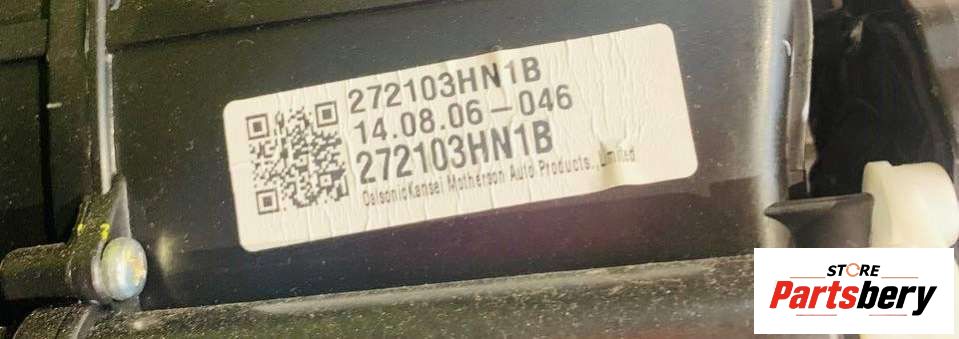 272103HN1B
14.08.06-046
272103HN1B
CalsonicKansei Motherson Auto Products.,Limited
STORE
Partsbery